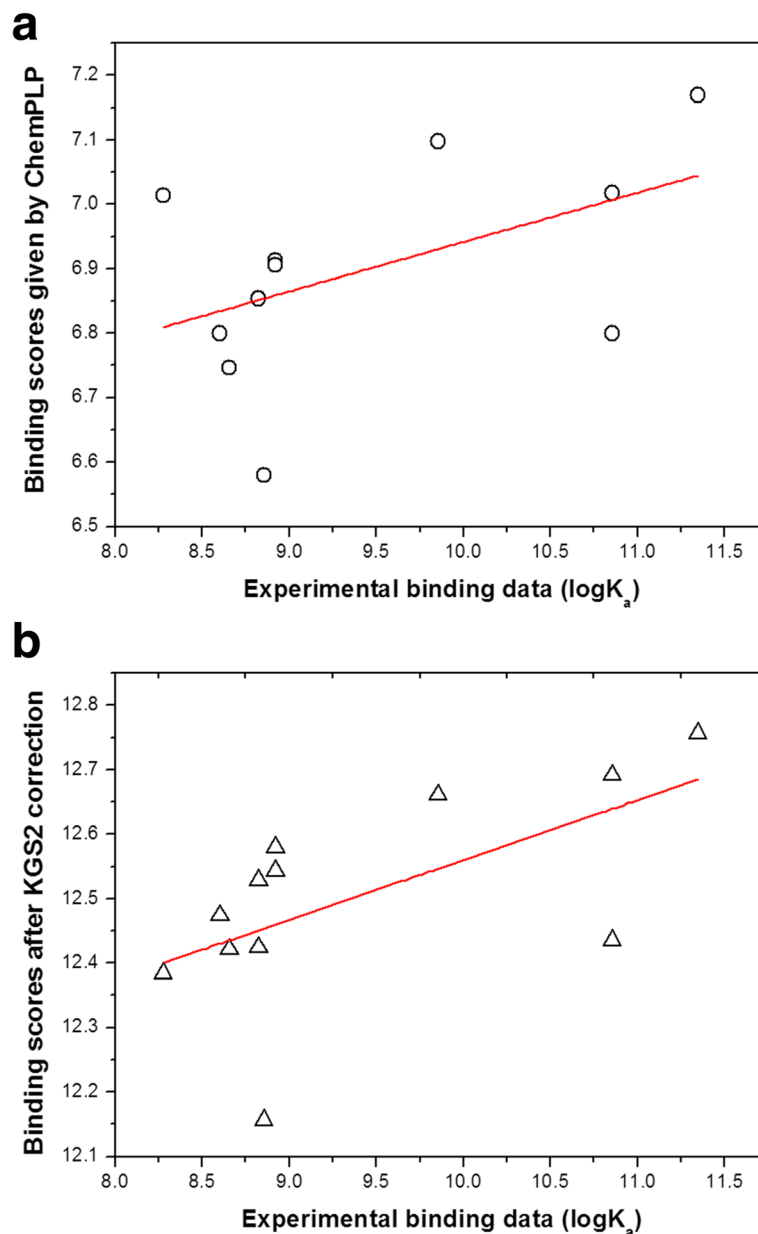 a
Binding scores given by ChemPLP
7.2
7.1
7.0
6.9
6.8
6.7
6.6
6.5
8.0 8.5 9.0 9.5 10.0 10.5 11.0 11.5
Experimental binding data (logKa)
b
Binding scores after KGS2 correction
12.8
12.7
12.6
12.5
12.4
12.3
12.2
12.1
8.0 8.5 9.0 9.5 10.0 10.5 11.0 11.5
Experimental binding data (logKa)